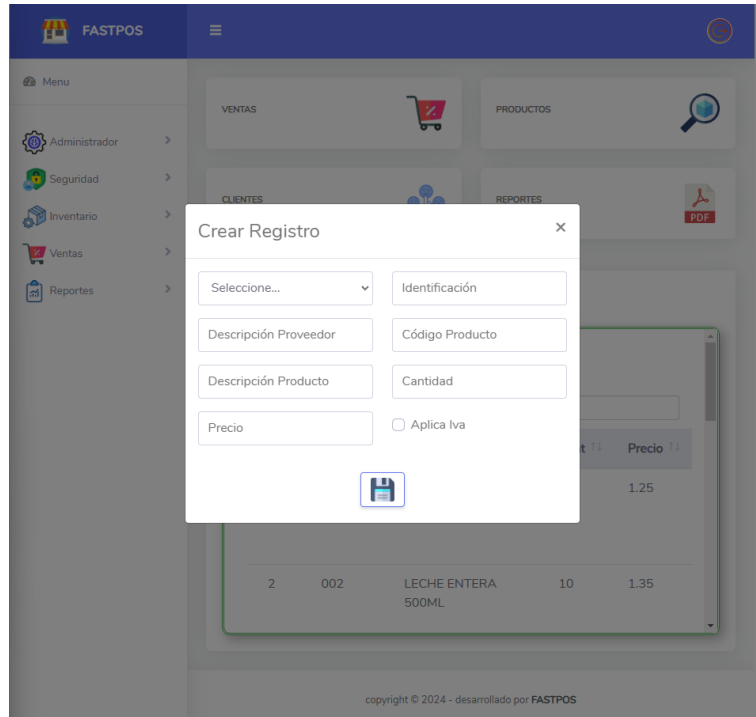 FASTPOS
Menu
VENTAS
PRODUCTOS
Administrador
Seguridad
CLIENTES
REPORTES
PDF
Inventario
Ventas
Reportes
Crear Registro
×
Seleccione...
Identificación
Descripción Proveedor
Código Producto
Descripción Producto
Cantidad
Precio
Aplica Iva
t
Precio
1.25
2 002 LECHE ENTERA 10 1.35
500ML
copyright © 2024 - desarrollado por FASTPOS